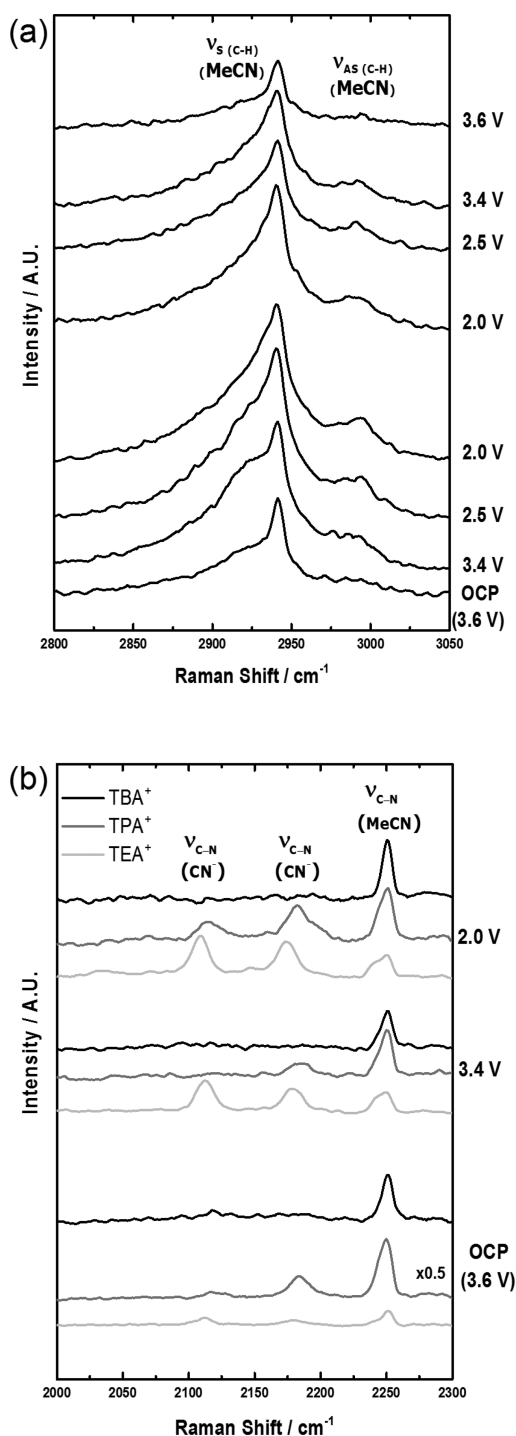 (a)
νS (C-H)
(MeCN)
νAS (C-H)
(MeCN)
3.6 V
3.4 V
2.5 V
2.0 V
2.0 V
2.5 V
3.4 V
OCP
(3.6 V)
Intensity / A.U.
2800 2850 2900 2950 3000 3050
Raman Shift / cm⁻¹
(b)
TBA⁺
TPA⁺
TEA⁺
νC–N
(CN⁻)
νC–N
(CN⁻)
νC–N
(MeCN)
2.0 V
3.4 V
x0.5
OCP
(3.6 V)
Intensity / A.U.
2000 2050 2100 2150 2200 2250 2300
Raman Shift / cm⁻¹